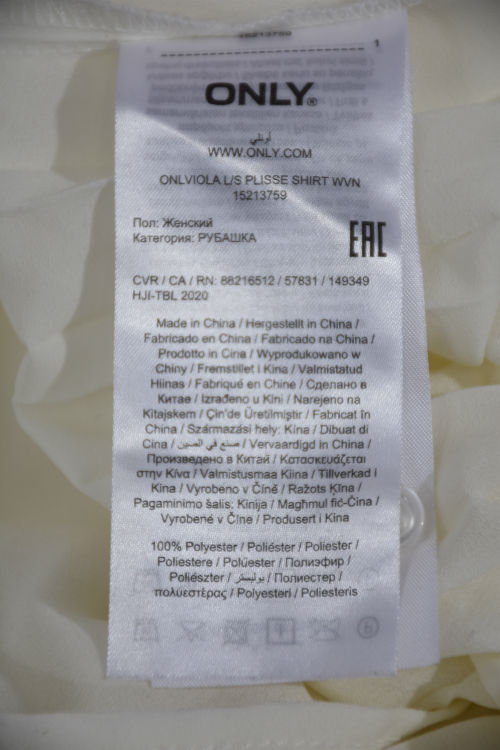 15213759
1
ONLY®
أونلي
WWW.ONLY.COM
ONLVIOLA L/S PLISSE SHIRT WVN
15213759
Пол: Женский
Категория: РУБАШКА
EAC
CVR / CA / RN: 88216512 / 57831 / 149349
HJI-TBL 2020
Made in China / Hergestellt in China /
Fabricado en China / Fabricado na China /
Prodotto in Cina / Wyprodukowano w
Chiny / Fremstillet i Kina / Valmistatud
Hiinas / Fabriqué en Chine / Сделано в
Китае / Izrađeno u Kini / Narejeno na
Kitajskem / Çin'de Üretilmiştir / Fabricat în
China / Származási hely: Kína / Dibuat di
Cina / صنع في الصين / Vervaardigd in China /
Произведено в Китай / Κατασκευάζεται
στην Κίνα / Valmistusmaa Kiina / Tillverkad i
Kina / Vyrobeno v Číně / Ražots Ķīna /
Pagaminimo šalis: Kinija / Magħmul fiċ-Ċina /
Vyrobené v Číne / Produsert i Kina
100% Polyester / Poliéster / Poliester /
Poliestere / Polüester / Полиэфир /
Poliészter / بوليستر / Полиестер /
πολυεστέρας / Polyesteri / Poliesteris